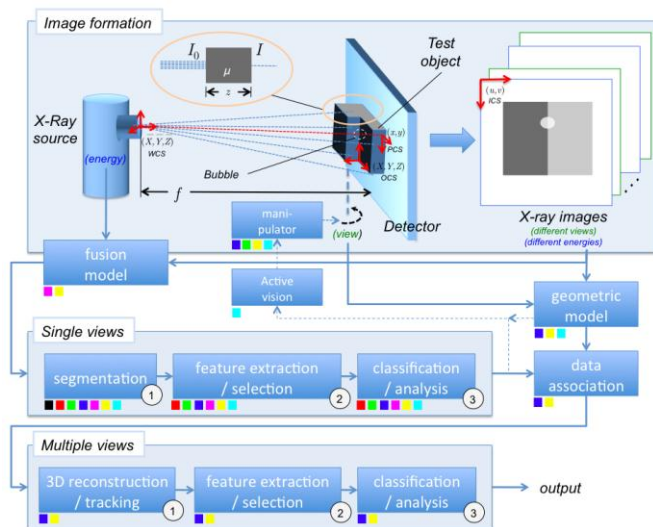 Image formation
I₀
I
μ
z
Test
object
X-Ray
source
(energy)
(X,Y,Z)
WCS
(x,y)
PCS
(X,Y,Z)
OCS
Bubble
f
(view)
Detector
(u,v)
ICS
X-ray images
(different views)
(different energies)
mani-
pulator
fusion
model
Active
vision
geometric
model
Single views
segmentation
1
feature extraction
/ selection
2
classification
/analysis
3
data
association
Multiple views
3D reconstruction
/ tracking
1
feature extraction
/ selection
2
classification
/analysis
3
output